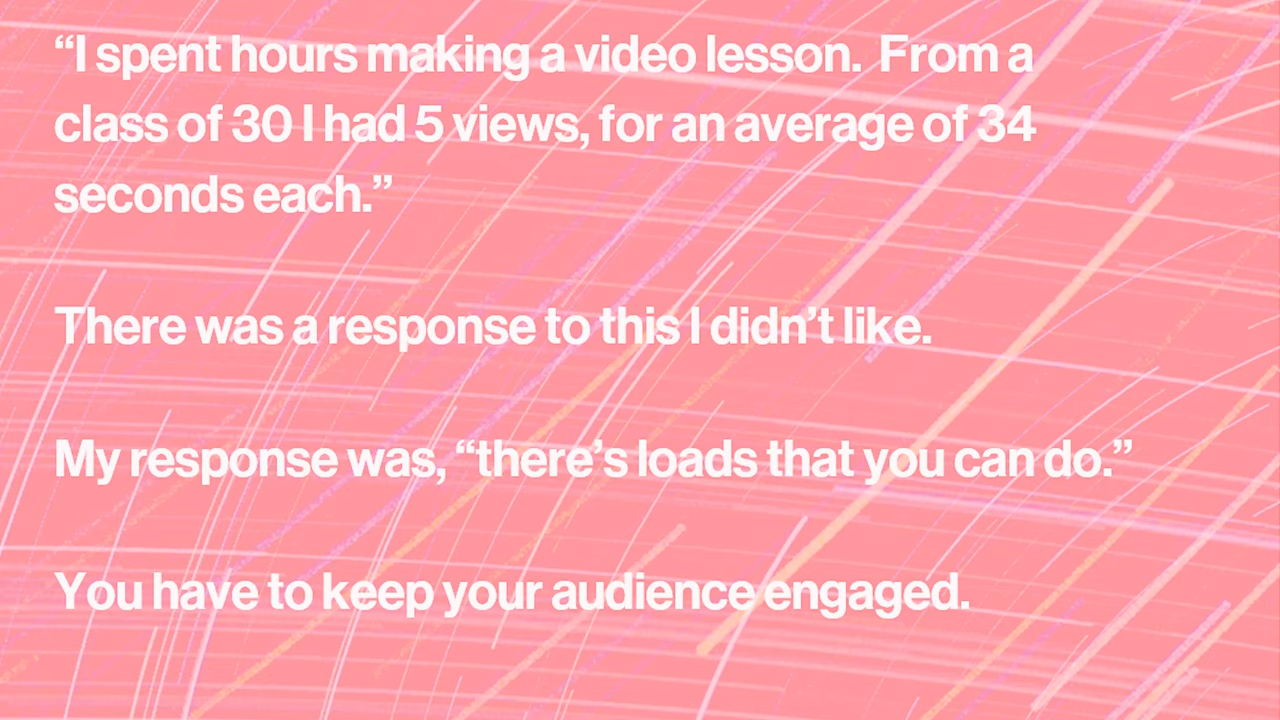 “I spent hours making a video lesson.  From a
class of 30 I had 5 views, for an average of 34
seconds each.”
There was a response to this I didn’t like.
My response was, “there’s loads that you can do.”
You have to keep your audience engaged.